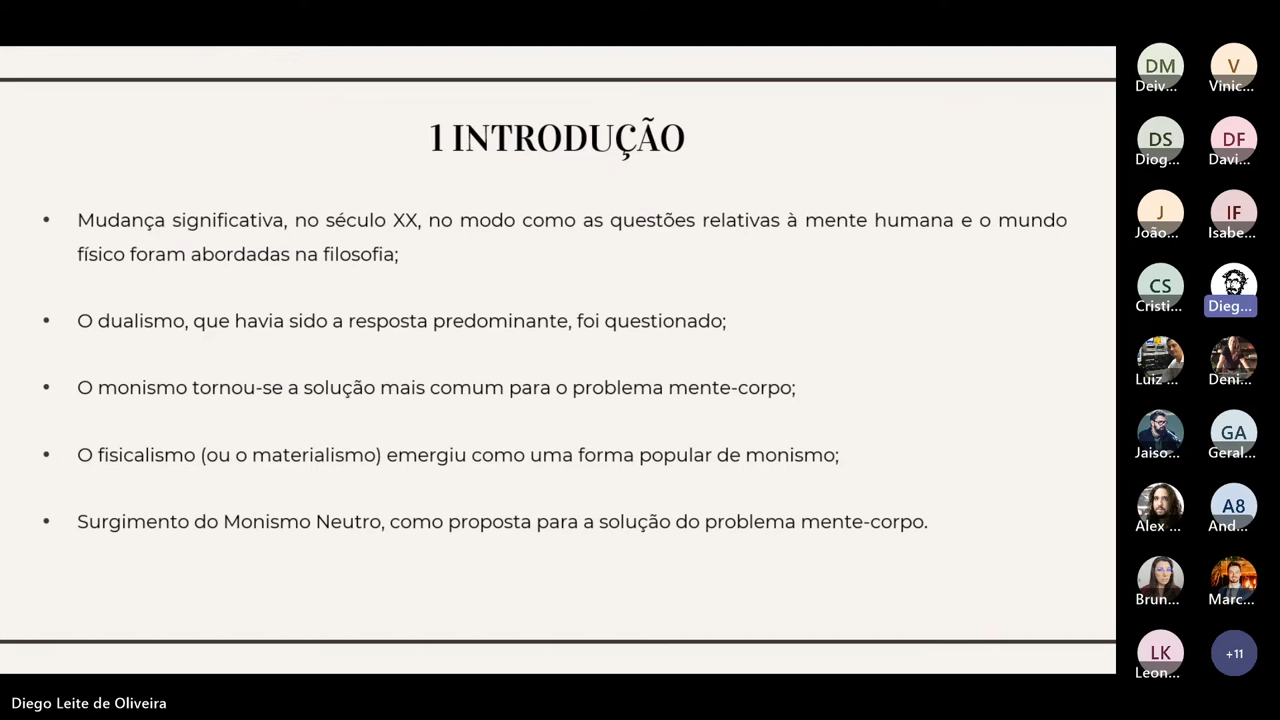 1 INTRODUÇÃO
• Mudança significativa, no século XX, no modo como as questões relativas à mente humana e o mundo
físico foram abordadas na filosofia;
• O dualismo, que havia sido a resposta predominante, foi questionado;
• O monismo tornou-se a solução mais comum para o problema mente-corpo;
• O fisicalismo (ou o materialismo) emergiu como uma forma popular de monismo;
• Surgimento do Monismo Neutro, como proposta para a solução do problema mente-corpo.
DM
Deiv...
V
Vinic...
DS
Diog...
DF
Davi...
J
João...
IF
Isabe...
CS
Cristi...
Dieg...
Luiz ...
Deni...
Jaiso...
GA
Geral...
Alex ...
A8
And...
Brun...
Marc...
LK
Leon...
+11
Diego Leite de Oliveira